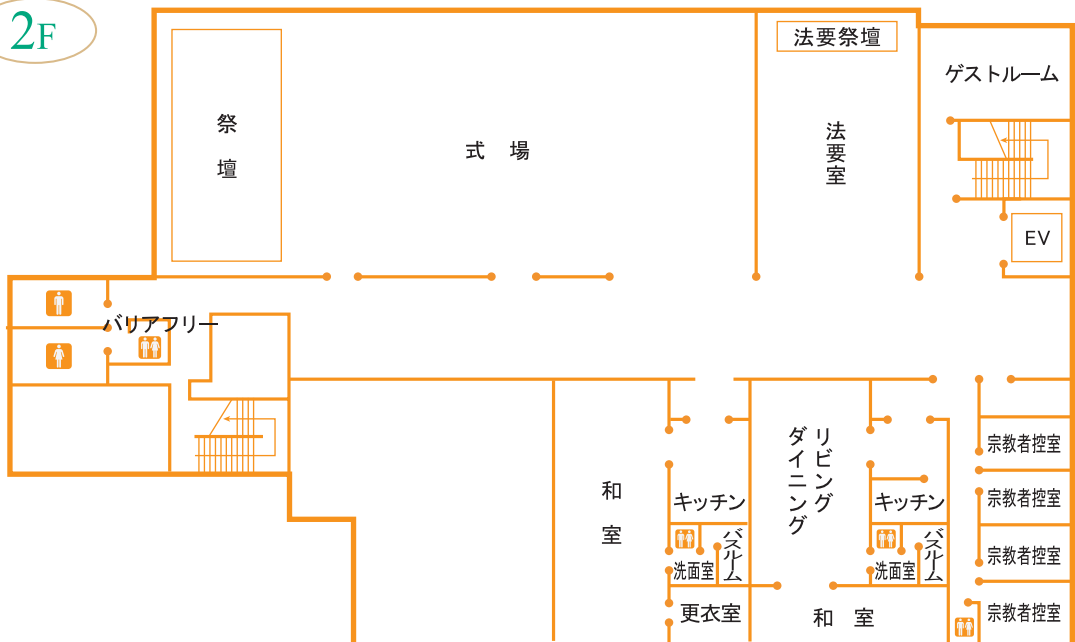 2F
法要祭壇
ゲストルーム
祭壇
式 場
法要室
EV
バリアフリー
リビング
ダイニング
宗教者控室
和室
キッチン
キッチン
宗教者控室
バスルーム
バスルーム
宗教者控室
洗面室
洗面室
更衣室
和 室
宗教者控室